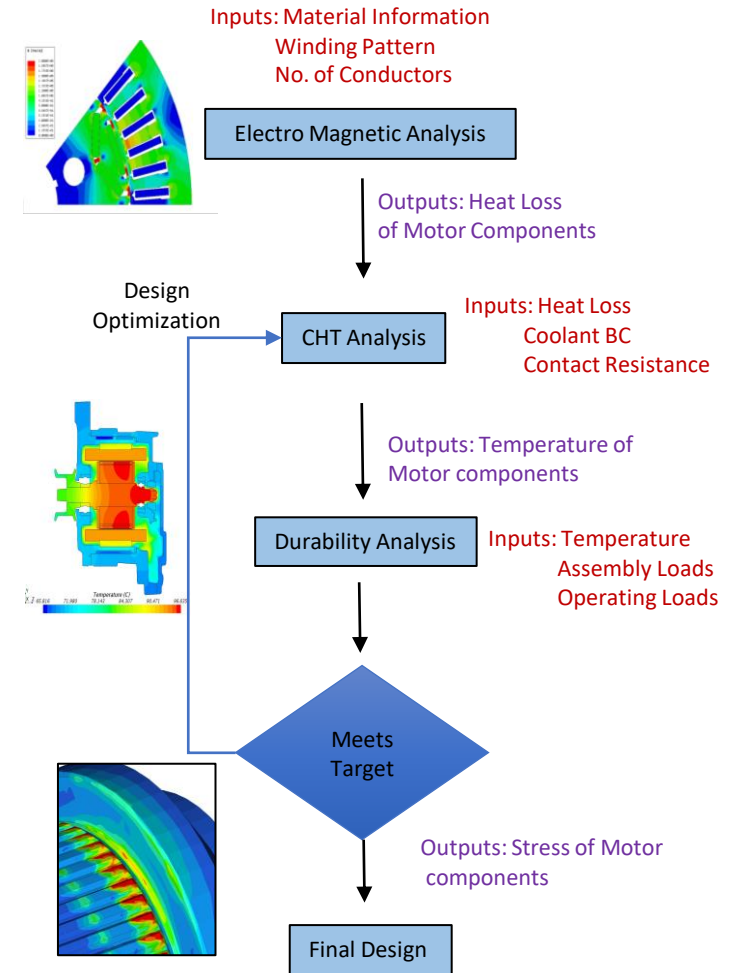 Inputs: Material Information
Winding Pattern
No. of Conductors
Electro Magnetic Analysis
Outputs: Heat Loss
of Motor Components
Design
Optimization
CHT Analysis
Inputs: Heat Loss
Coolant BC
Contact Resistance
Outputs: Temperature of
Motor components
Durability Analysis
Inputs: Temperature
Assembly Loads
Operating Loads
Temperature (C)
Meets
Target
Outputs: Stress of Motor
components
Final Design